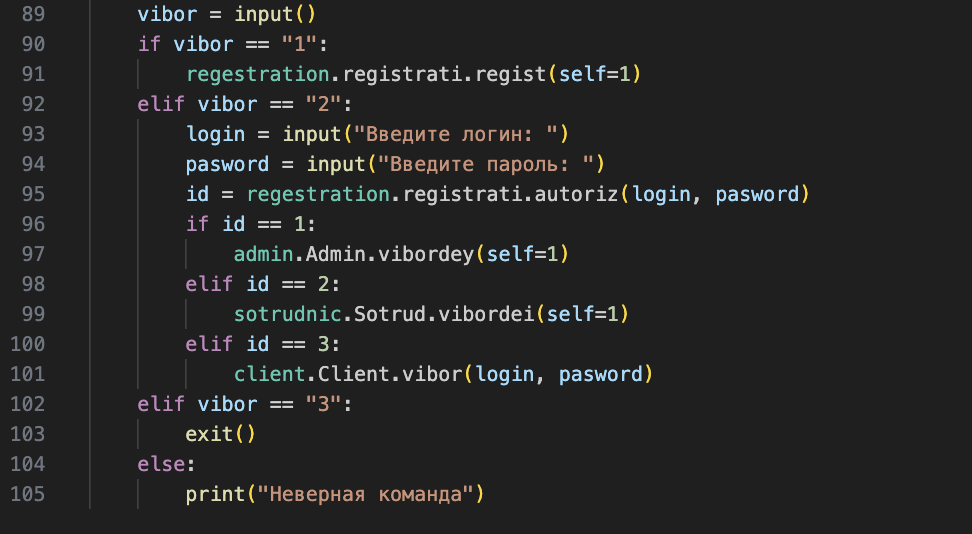 89 vibor = input()
90 if vibor == "1":
91 regestration.registrati.regist(self=1)
92 elif vibor == "2":
93 login = input("Введите логин: ")
94 pasword = input("Введите пароль: ")
95 id = regestration.registrati.autoriz(login, pasword)
96 if id == 1:
97 admin.Admin.vibordey(self=1)
98 elif id == 2:
99 sotrudnic.Sotrud.vibordei(self=1)
100 elif id == 3:
101 client.Client.vibor(login, pasword)
102 elif vibor == "3":
103 exit()
104 else:
105 print("Неверная команда")